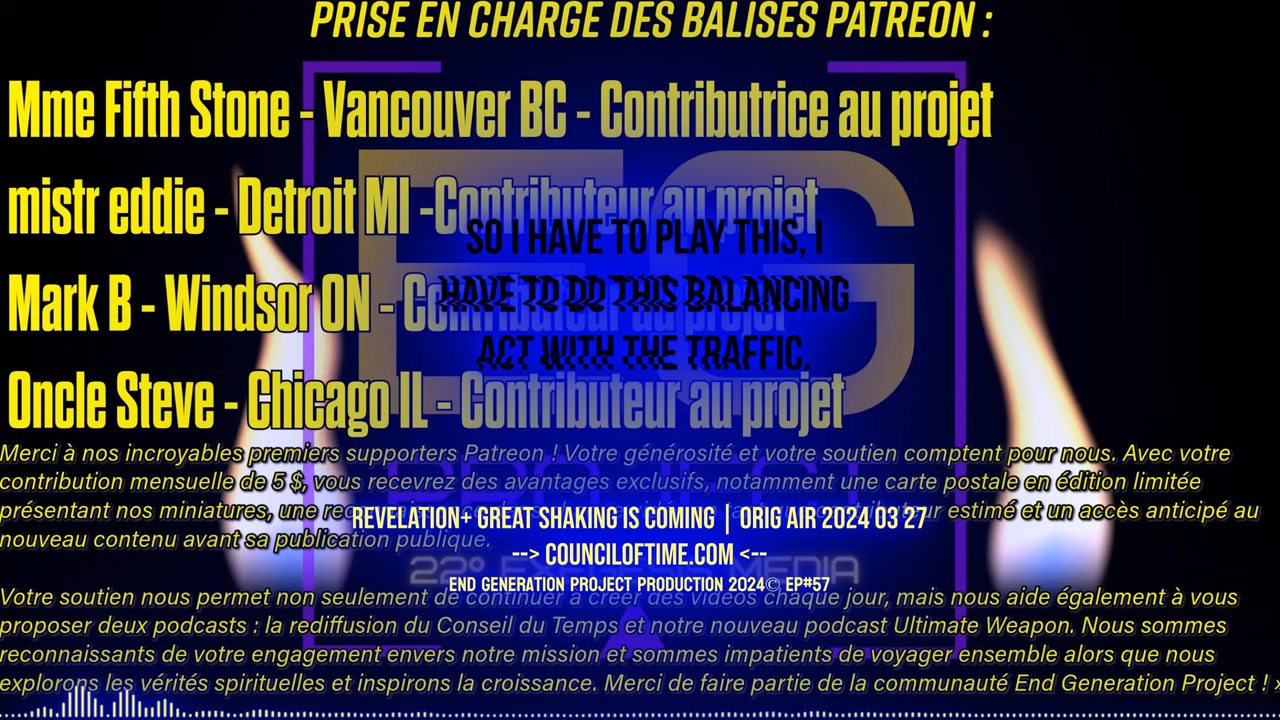 PRISE EN CHARGE DES BALISES PATREON :
Mme Fifth Stone - Vancouver BC - Contributrice au projet
mistr eddie - Detroit MI -Contributeur au projet
SO I HAVE TO PLAY THIS, I
HAVE TO DO THIS BALANCING
Mark B - Windsor ON - Contributeur au projet
ACT WITH THE TRAFFIC.
Oncle Steve - Chicago IL - Contributeur au projet
EG
Merci à nos incroyables premiers supporters Patreon ! Votre générosité et votre soutien comptent pour nous. Avec votre
contribution mensuelle de 5 $, vous recevrez des avantages exclusifs, notamment une carte postale en édition limitée
présentant nos miniatures, une estimé et un accès anticipé au
nouveau contenu avant sa publication publique.
PROJECT
REVELATION+ GREAT SHAKING IS COMING | ORIG AIR 2024 03 27
--> COUNCILOFTIME.COM <--
22° MEDIA
END GENERATION PROJECT PRODUCTION 2024© EP#57
Votre soutien nous permet non seulement de continuer à créer des vidéos chaque jour, mais nous aide également à vous
proposer deux podcasts : la rediffusion du Conseil du Temps et notre nouveau podcast Ultimate Weapon. Nous sommes
reconnaissants de votre engagement envers notre mission et sommes impatients de voyager ensemble alors que nous
explorons les vérités spirituelles et inspirons la croissance. Merci de faire partie de la communauté End Generation Project ! »